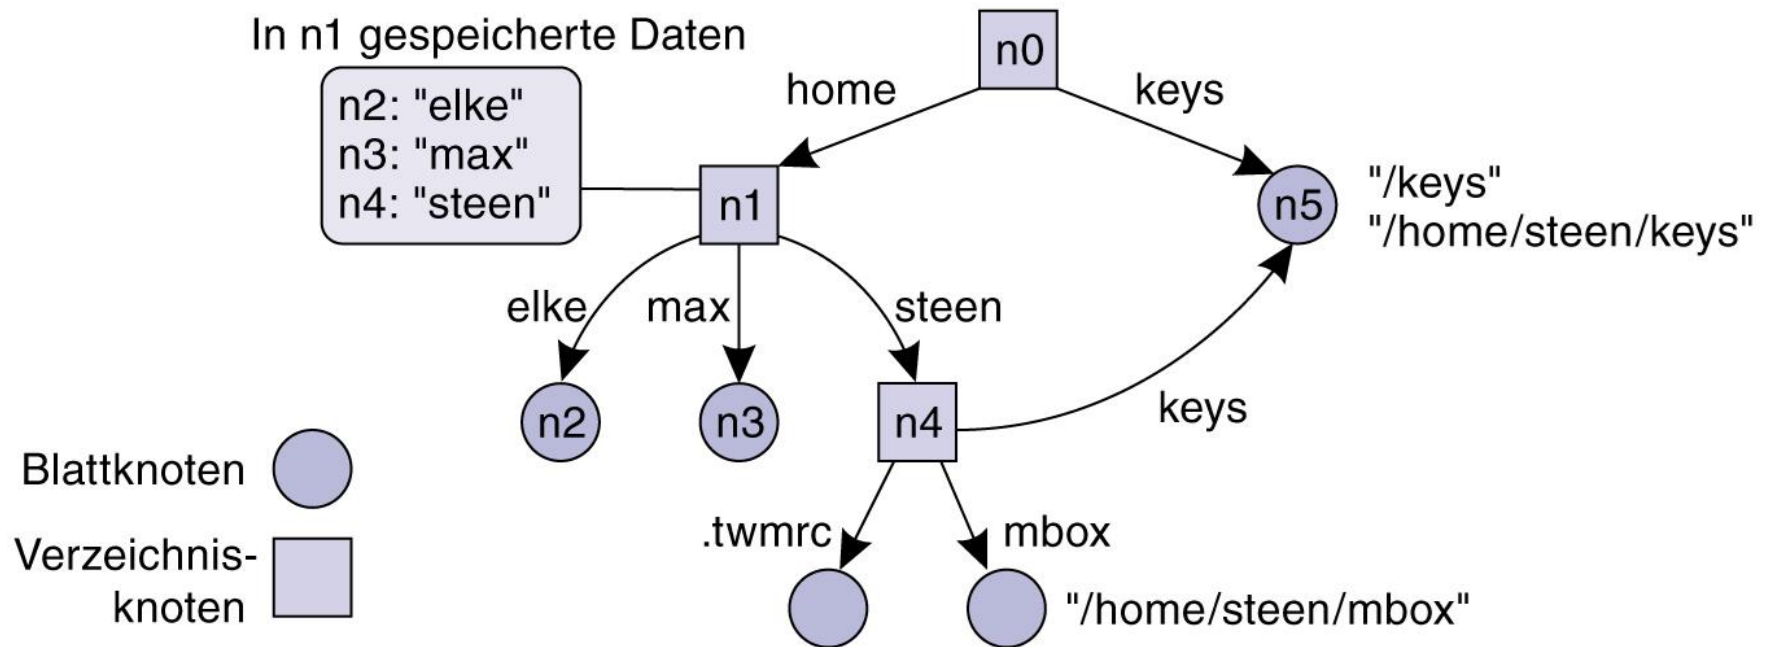 In n1 gespeicherte Daten
n2: "elke"
n3: "max"
n4: "steen"
n0
home
keys
n1
n5
"/keys"
"/home/steen/keys"
elke
max
steen
n2
n3
n4
keys
Blattknoten
Verzeichnis-
knoten
.twmrc
mbox
"/home/steen/mbox"